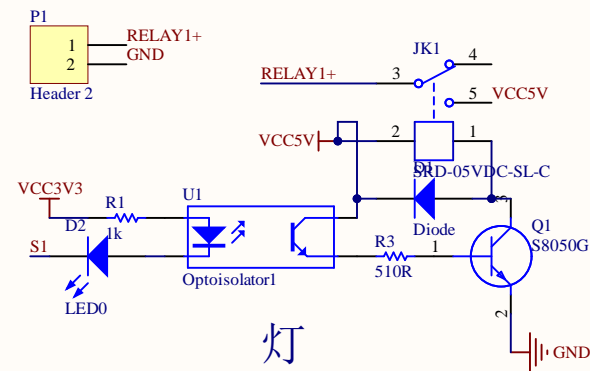 P1
1 RELAY1+
2 GND
Header 2
JK1
4
RELAY1+ 3
5 VCC5V
VCC5V 2 1
D1
SRD-05VDC-SL-C
Diode
3
VCC3V3
R1
1k
U1
Optoisolator1
D2
S1
LED0
R3
510R
1
Q1
S8050G
2
GND
灯